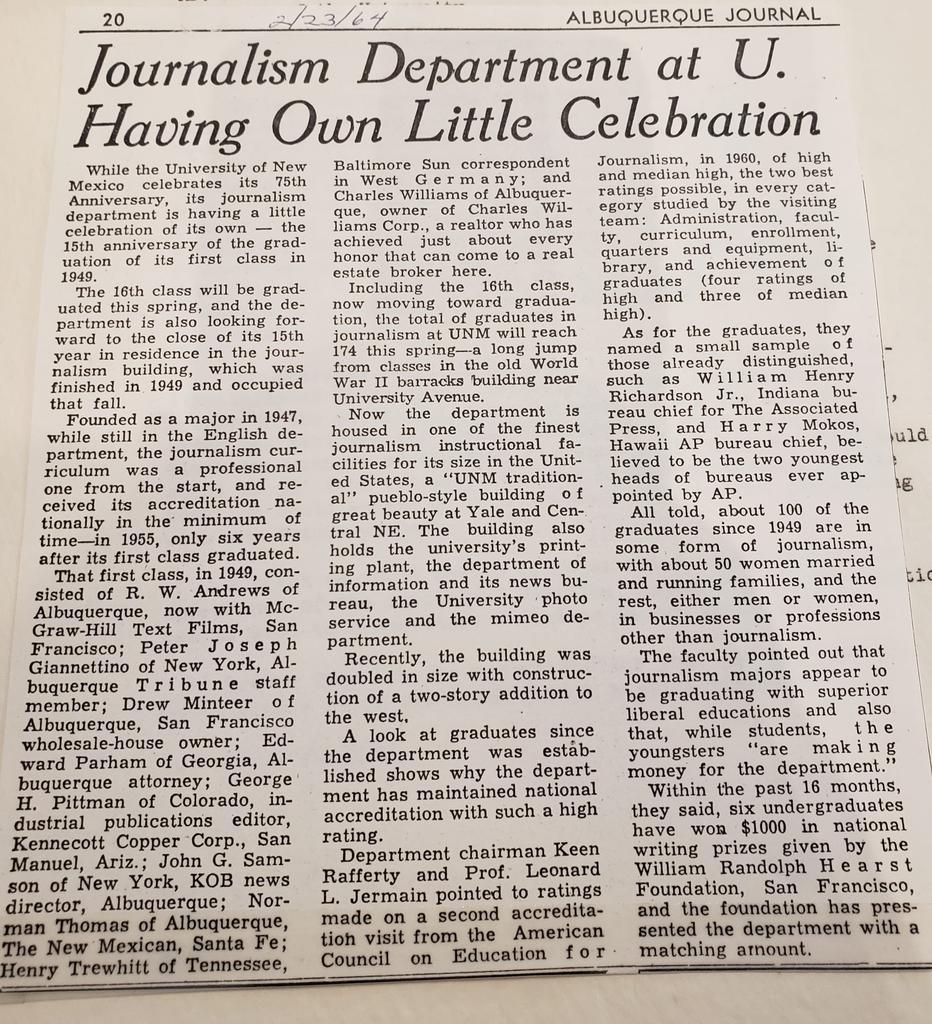 20
2/23/64
ALBUQUERQUE JOURNAL
Journalism Department at U.
Having Own Little Celebration
While the University of New
Mexico celebrates its 75th
Anniversary, its journalism
department is having a little
celebration of its own — the
15th anniversary of the grad-
uation of its first class in
1949.
The 16th class will be grad-
uated this spring, and the de-
partment is also looking for-
ward to the close of its 15th
year in residence in the jour-
nalism building, which was
finished in 1949 and occupied
that fall.
Founded as a major in 1947,
while still in the English de-
partment, the journalism cur-
riculum was a professional
one from the start, and re-
ceived its accreditation na-
tionally in the minimum of
time—in 1955, only six years
after its first class graduated.
That first class, in 1949, con-
sisted of R. W. Andrews of
Albuquerque, now with Mc-
Graw-Hill Text Films, San
Francisco; Peter Joseph
Giannettino of New York, Al-
buquerque Tribune staff
member; Drew Minteer of
Albuquerque, San Francisco
wholesale-house owner; Ed-
ward Parham of Georgia, Al-
buquerque attorney; George
H. Pittman of Colorado, in-
dustrial publications editor,
Kennecott Copper Corp., San
Manuel, Ariz.; John G. Sam-
son of New York, KOB news
director, Albuquerque; Nor-
man Thomas of Albuquerque,
The New Mexican, Santa Fe;
Henry Trewhitt of Tennessee,
Baltimore Sun correspondent
in West Germany; and
Charles Williams of Albuquer-
que, owner of Charles Wil-
liams Corp., a realtor who has
achieved just about every
honor that can come to a real
estate broker here.
Including the 16th class,
now moving toward gradua-
tion, the total of graduates in
journalism at UNM will reach
174 this spring—a long jump
from classes in the old World
War II barracks building near
University Avenue.
Now the department is
housed in one of the finest
journalism instructional fa-
cilities for its size in the Unit-
ed States, a "UNM tradition-
al" pueblo-style building of
great beauty at Yale and Cen-
tral NE. The building also
holds the university's print-
ing plant, the department of
information and its news bu-
reau, the University photo
service and the mimeo de-
partment.
Recently, the building was
doubled in size with construc-
tion of a two-story addition to
the west.
A look at graduates since
the department was estab-
lished shows why the depart-
ment has maintained national
accreditation with such a high
rating.
Department chairman Keen
Rafferty and Prof. Leonard
L. Jermain pointed to ratings
made on a second accredita-
tion visit from the American
Council on Education for
Journalism, in 1960, of high
and median high, the two best
ratings possible, in every cat-
egory studied by the visiting
team: Administration, facul-
ty, curriculum, enrollment,
quarters and equipment, li-
brary, and achievement of
graduates (four ratings of
high and three of median
high).
As for the graduates, they
named a small sample of
those already distinguished,
such as William Henry
Richardson Jr., Indiana bu-
reau chief for The Associated
Press, and Harry Mokos,
Hawaii AP bureau chief, be-
lieved to be the two youngest
heads of bureaus ever ap-
pointed by AP.
All told, about 100 of the
graduates since 1949 are in
some form of journalism,
with about 50 women married
and running families, and the
rest, either men or women,
in businesses or professions
other than journalism.
The faculty pointed out that
journalism majors appear to
be graduating with superior
liberal educations and also
that, while students, the
youngsters "are making
money for the department."
Within the past 16 months,
they said, six undergraduates
have won $1000 in national
writing prizes given by the
William Randolph Hearst
Foundation, San Francisco,
and the foundation has pres-
sented the department with a
matching amount.